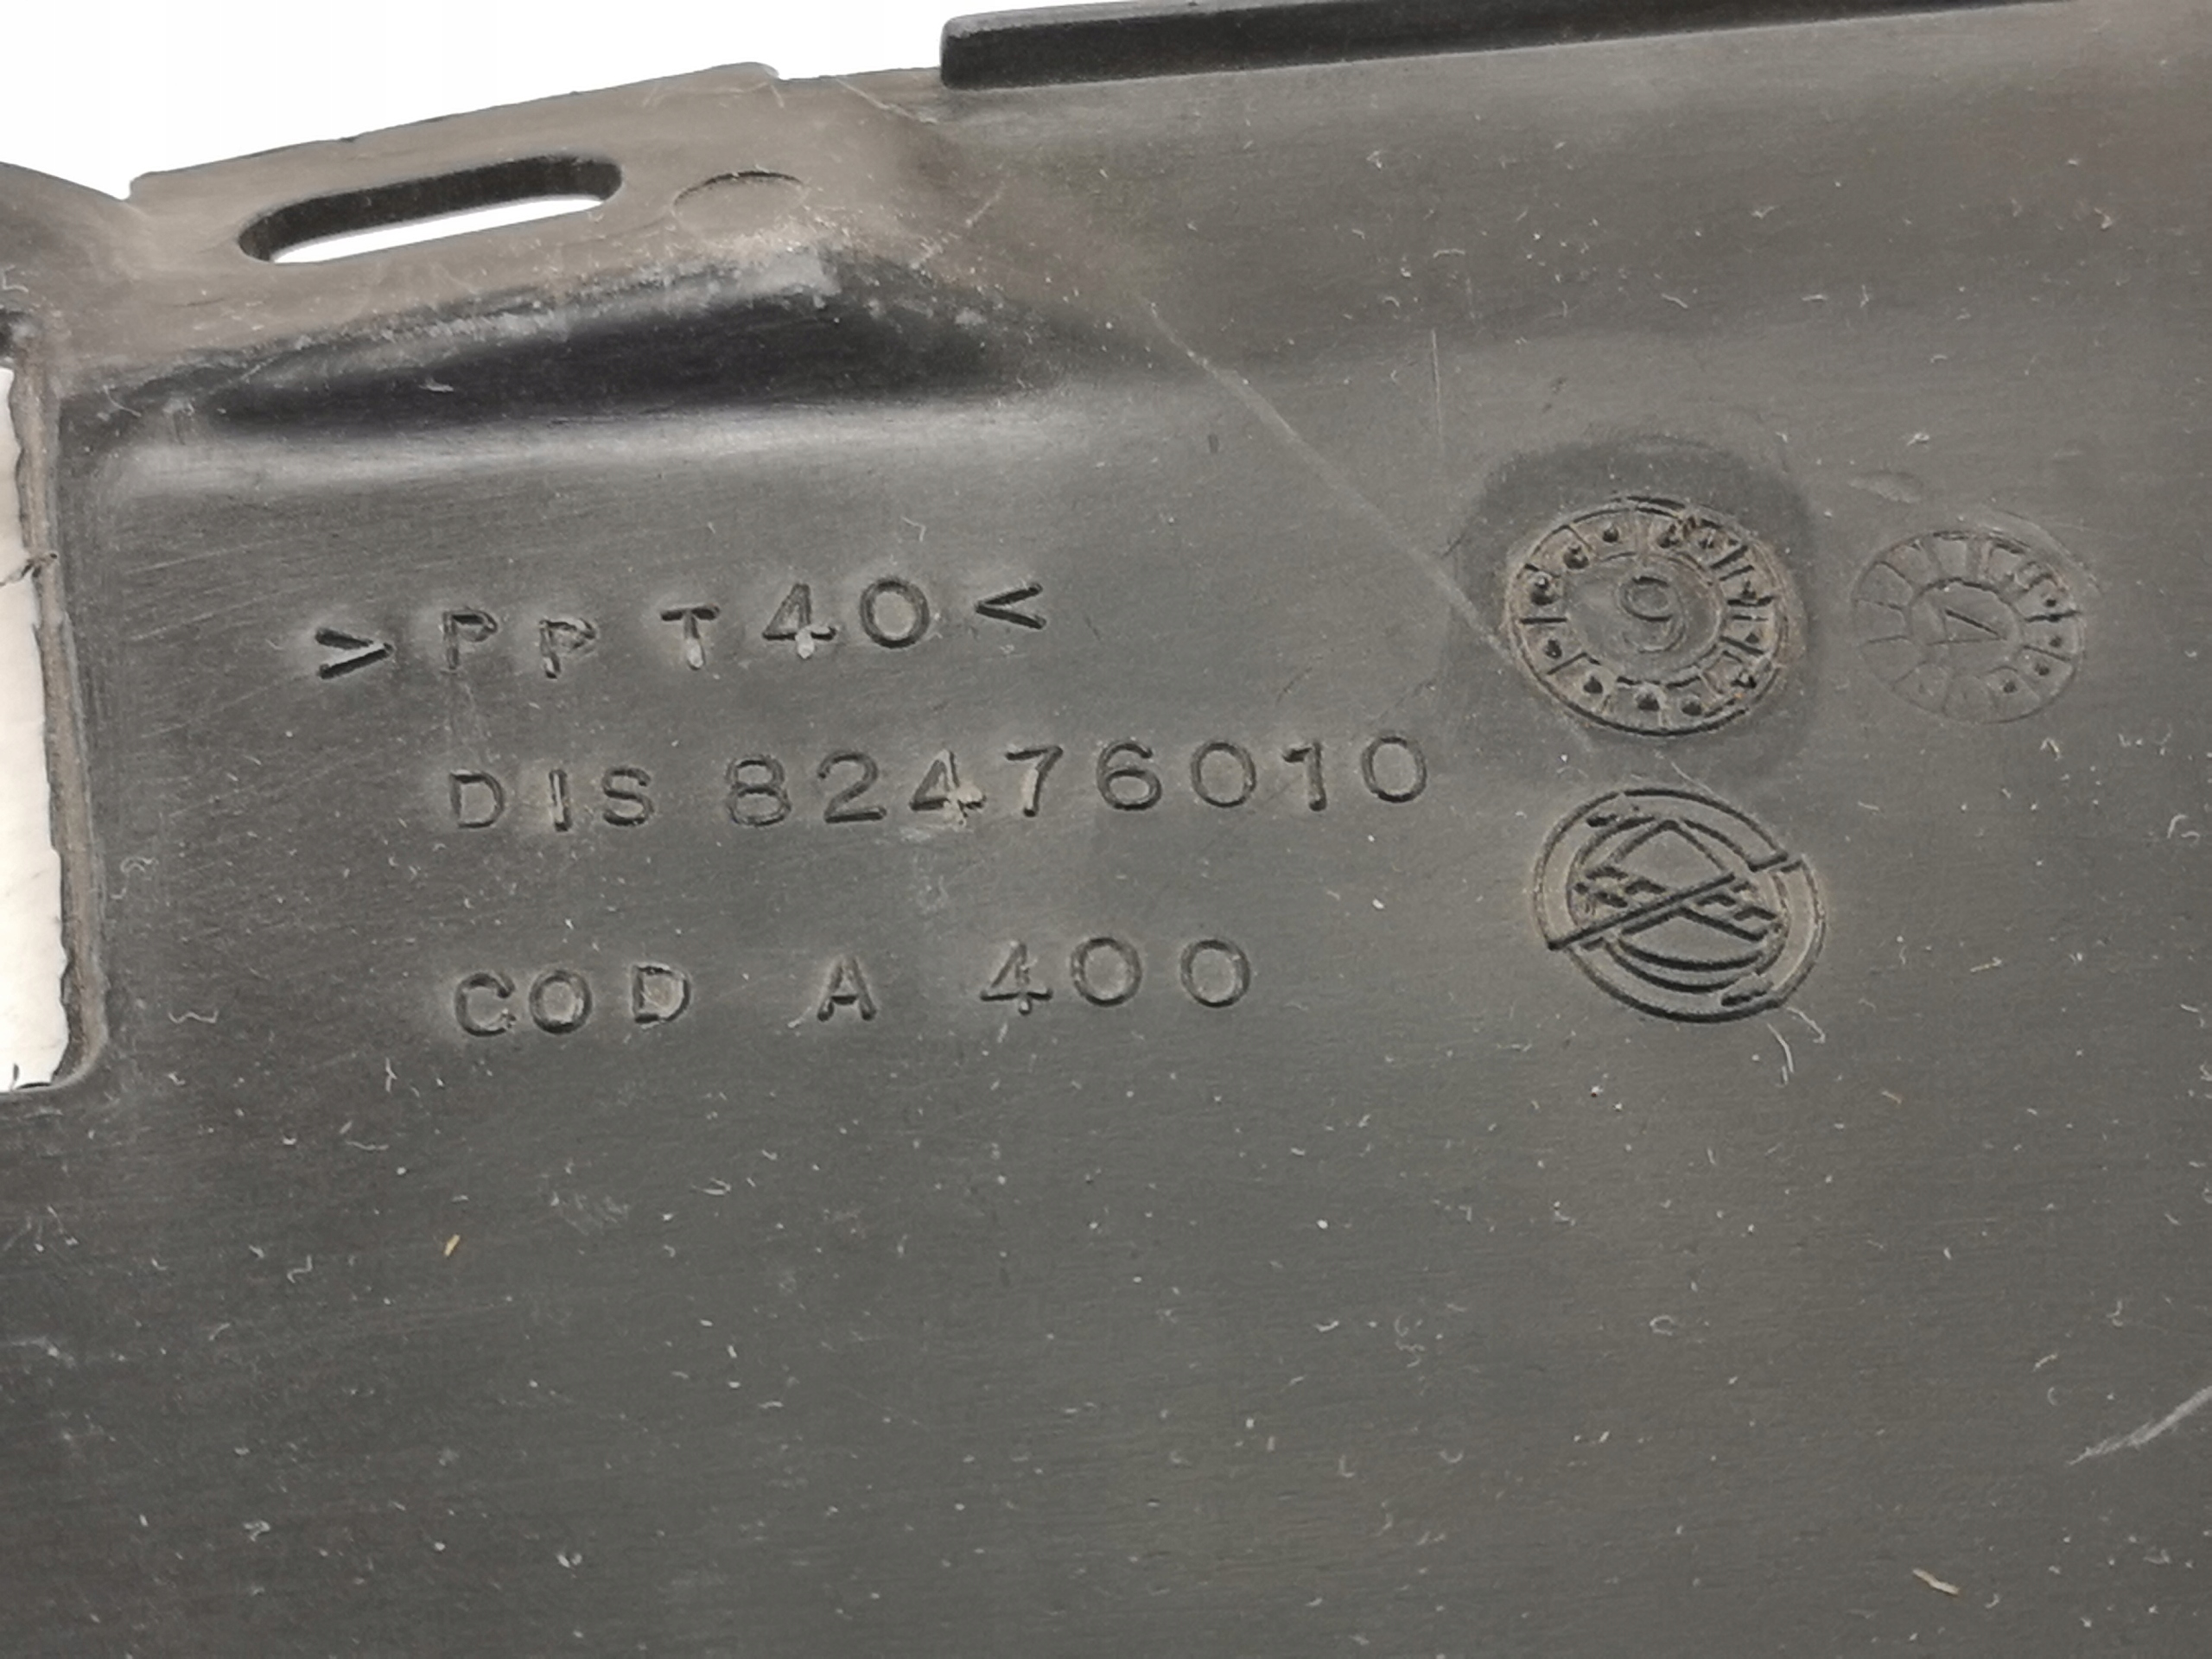 >PP T40<
DIS 82476010
COD A 400